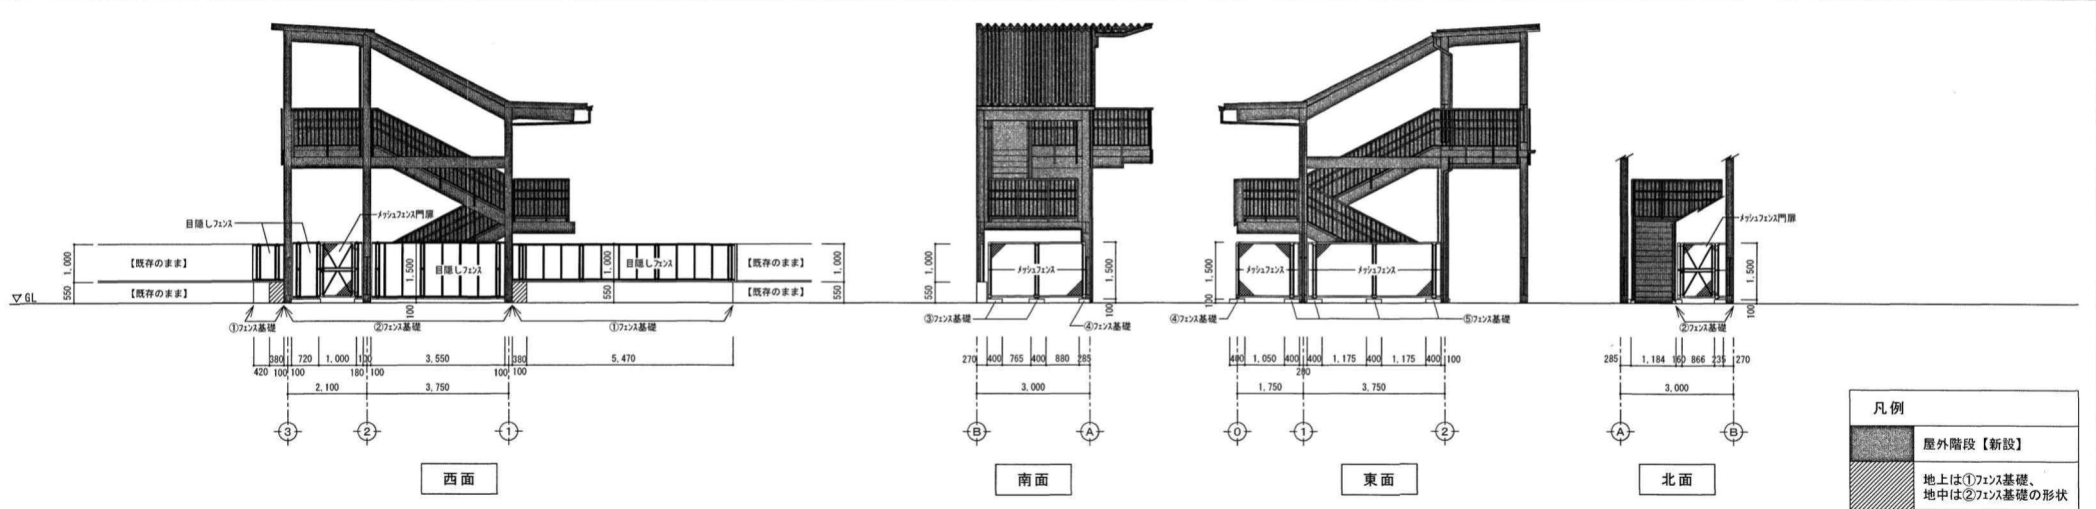 目隠しフェンス
メッシュフェンス門扉
1,000
【既存のまま】
1,500
目隠しフェンス
1,000
目隠しフェンス
【既存のまま】
1,000
550
【既存のまま】
550
【既存のまま】
550
▽GL
100
①フェンス基礎
②フェンス基礎
①フェンス基礎
380
720
1,000
100
3,550
380
5,470
420
100
100
180
100
100
100
2,100
3,750
3
2
1
西面
1,000
550
メッシュフェンス
1,500
100
③フェンス基礎
④フェンス基礎
270
400
765
400
880
285
3,000
B
A
南面
1,500
100
メッシュフェンス
メッシュフェンス
④フェンス基礎
⑤フェンス基礎
400
1,050
400
400
1,175
400
1,175
400
100
280
1,750
3,750
0
1
2
東面
メッシュフェンス門扉
1,500
100
②フェンス基礎
285
1,184
160
866
235
270
3,000
A
B
北面
凡例
屋外階段【新設】
地上は①フェンス基礎、
地中は②フェンス基礎の形状